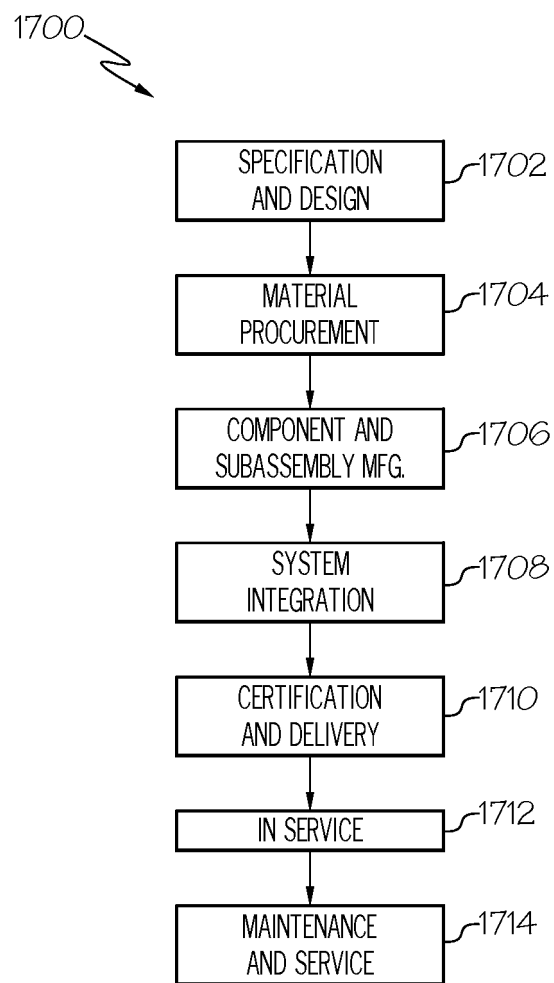 1700
SPECIFICATION
AND DESIGN
1702
MATERIAL
PROCUREMENT
1704
COMPONENT AND
SUBASSEMBLY MFG.
1706
SYSTEM
INTEGRATION
1708
CERTIFICATION
AND DELIVERY
1710
IN SERVICE
1712
MAINTENANCE
AND SERVICE
1714